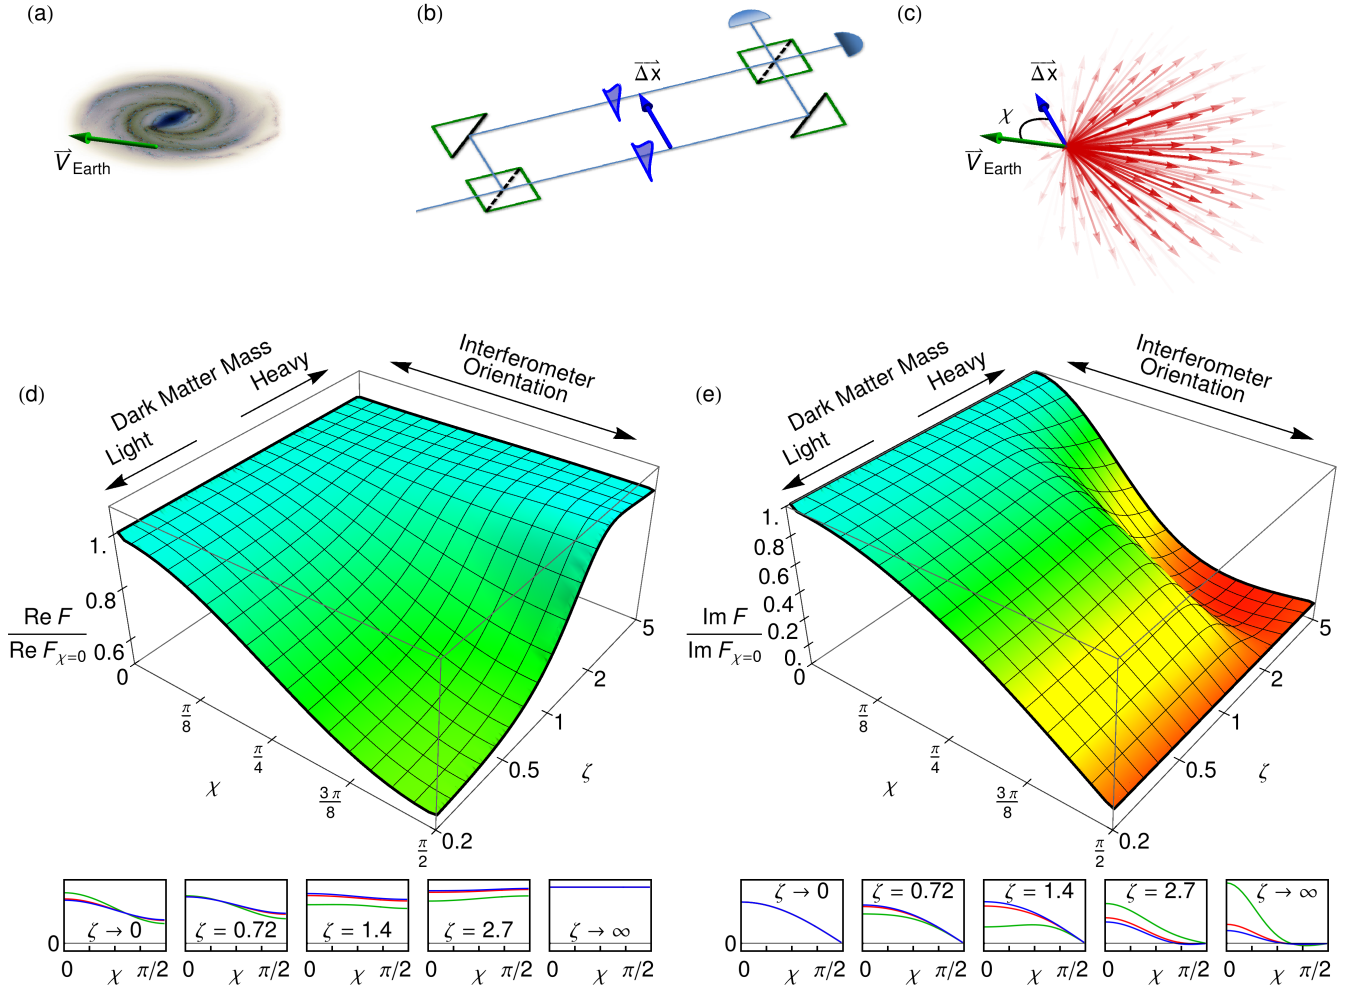 (a)
V Earth
(b)
Δx
(c)
Δx
χ
V Earth
(d)
Dark Matter Mass
Heavy
Light
Interferometer
Orientation
1.
0.8
0.6
Re F
Re F χ=0
0
π/8
π/4
3π/8
π/2
χ
0.2
0.5
1
2
5
ζ
(e)
Dark Matter Mass
Heavy
Light
Interferometer
Orientation
1.
0.8
0.6
0.4
0.2
0.
Im F
Im F χ=0
0
π/8
π/4
3π/8
π/2
χ
0.2
0.5
1
2
5
ζ
0
ζ → 0
0 χ π/2
ζ = 0.72
0 χ π/2
ζ = 1.4
0 χ π/2
ζ = 2.7
0 χ π/2
ζ → ∞
0 χ π/2
0
ζ → 0
0 χ π/2
ζ = 0.72
0 χ π/2
ζ = 1.4
0 χ π/2
ζ = 2.7
0 χ π/2
ζ → ∞
0 χ π/2